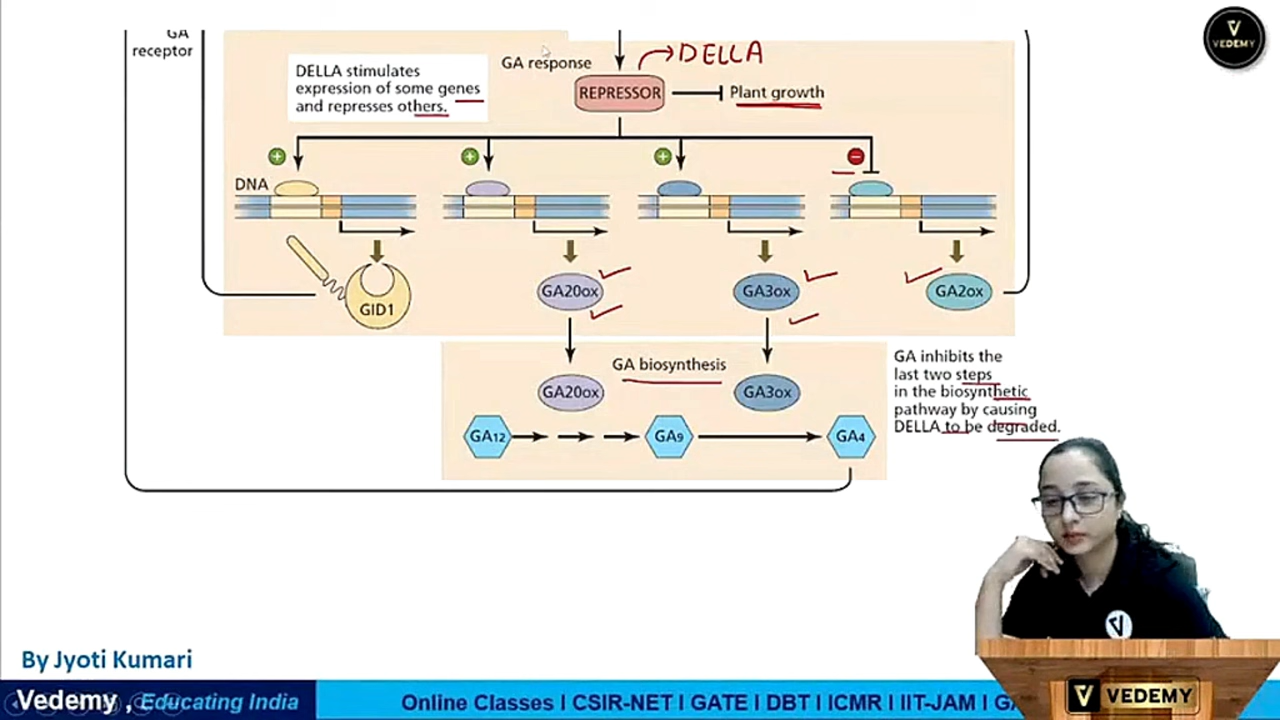 GA
receptor
DELLA stimulates
expression of some genes
and represses others.
GA response
DELLA
REPRESSOR
Plant growth
+ + + −
DNA
GID1
GA20ox
GA3ox
GA2ox
GA biosynthesis
GA20ox
GA3ox
GA12
GA9
GA4
GA inhibits the
last two steps
in the biosynthetic
pathway by causing
DELLA to be degraded.
VEDEMY
By Jyoti Kumari
Vedemy , Educating India
Online Classes I CSIR-NET I GATE I DBT I ICMR I IIT-JAM I
VEDEMY